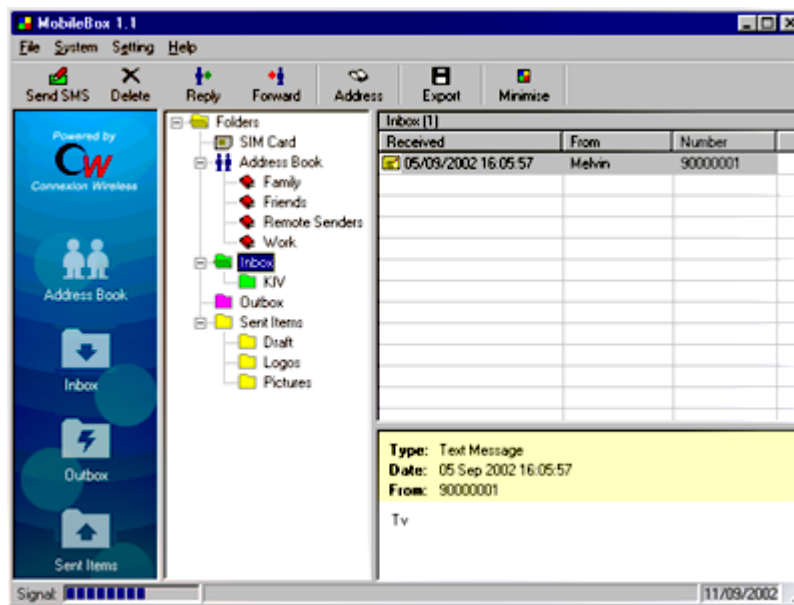 MobileBox 1.1
File System Setting Help
Send SMS Delete Reply Forward Address Export Minimise
Powered by
CW
Connexion Wireless
Address Book
Inbox
Outbox
Sent Items
Folders
SIM Card
Address Book
Family
Friends
Remote Senders
Work
Inbox
KIV
Outbox
Sent Items
Draft
Logos
Pictures
Inbox (1)
Received From Number
05/09/2002 16:05:57 Melvin 90000001
Type: Text Message
Date: 05 Sep 2002 16:05:57
From: 90000001
Tv
Signal: 11/09/2002